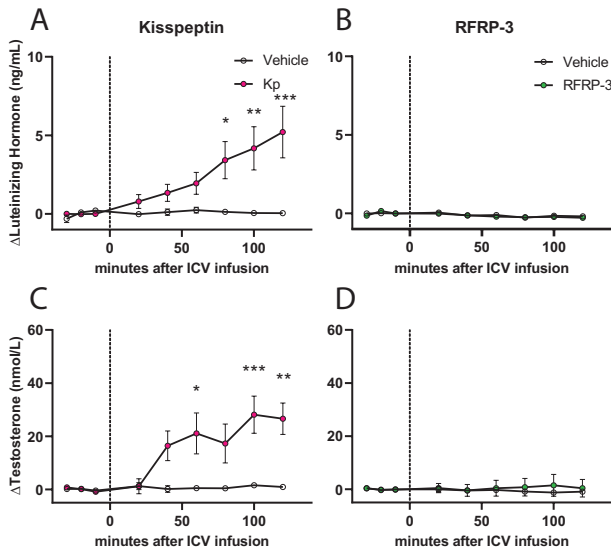 A
Kisspeptin
ΔLuteinizing Hormone (ng/mL)
10
5
0
Vehicle
Kp
*
**
***
0
50
100
minutes after ICV infusion
B
RFRP-3
10
5
0
Vehicle
RFRP-3
0
50
100
minutes after ICV infusion
C
ΔTestosterone (nmol/L)
60
40
20
0
*
***
**
0
50
100
minutes after ICV infusion
D
60
40
20
0
0
50
100
minutes after ICV infusion